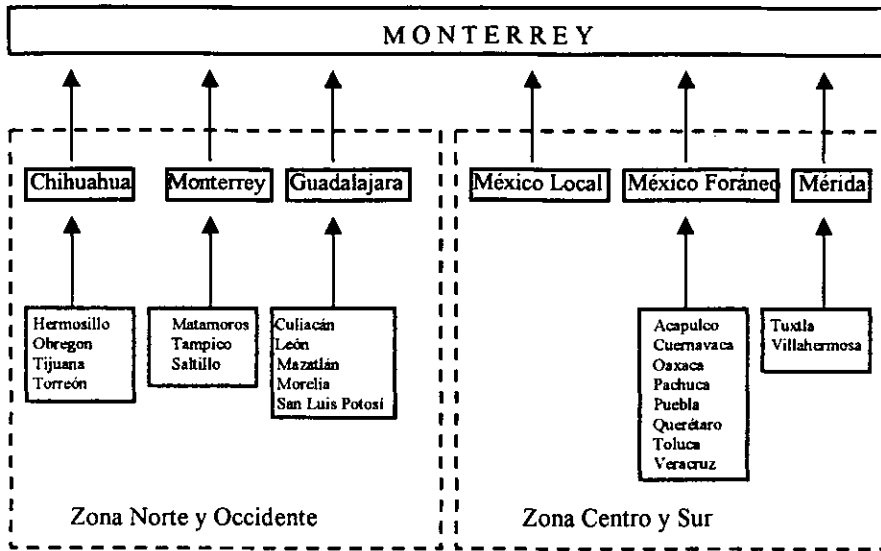 MONTERREY
Chihuahua
Monterrey
Guadalajara
México Local
México Foráneo
Mérida
Hermosillo
Obregon
Tijuana
Torreón
Matamoros
Tampico
Saltillo
Culiacán
León
Mazatlán
Morelia
San Luis Potosí
Acapulco
Cuernavaca
Oaxaca
Pachuca
Puebla
Querétaro
Toluca
Veracruz
Tuxtla
Villahermosa
Zona Norte y Occidente
Zona Centro y Sur